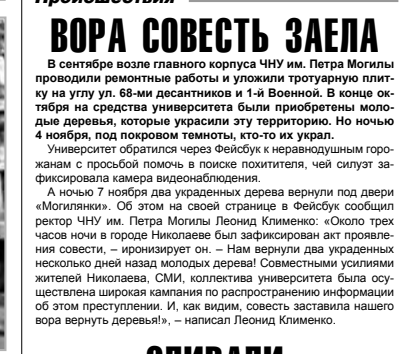 Происшествия
ВОРА СОВЕСТЬ ЗАЕЛА
В сентябре возле главного корпуса ЧНУ им. Петра Могилы
проводили ремонтные работы и уложили тротуарную плит-
ку на углу ул. 68-ми десантников и 1-й Военной. В конце ок-
тября на средства университета были приобретены моло-
дые деревья, которые украсили эту территорию. Но ночью
4 ноября, под покровом темноты, кто-то их украл.
Университет обратился через Фейсбук к неравнодушным горо-
жанам с просьбой помочь в поиске похитителя, чей силуэт за-
фиксировала камера видеонаблюдения.
А ночью 7 ноября два украденных дерева вернули под двери
«Могилянки». Об этом на своей странице в Фейсбук сообщил
ректор ЧНУ им. Петра Могилы Леонид Клименко: «Около трех
часов ночи в городе Николаеве был зафиксирован акт проявле-
ния совести, – иронизирует он. – Нам вернули два украденных
несколько дней назад молодых дерева! Совместными усилиями
жителей Николаева, СМИ, коллектива университета была осу-
ществлена широкая кампания по распространению информации
об этом преступлении. И, как видим, совесть заставила нашего
вора вернуть деревья!», – написал Леонид Клименко.